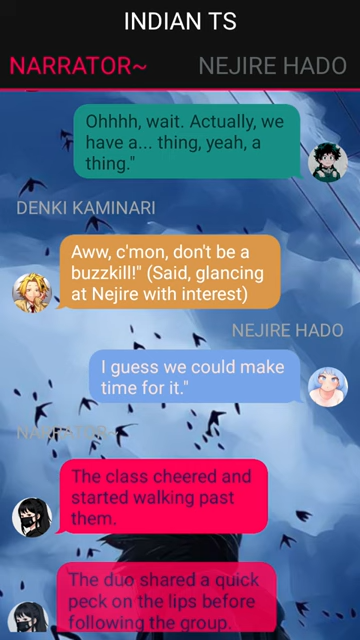 INDIAN TS
NARRATOR~ NEJIRE HADO
Ohhhh, wait. Actually, we
have a... thing, yeah, a
thing."
DENKI KAMINARI
Aww, c'mon, don't be a
buzzkill!" (Said, glancing
at Nejire with interest)
NEJIRE HADO
I guess we could make
time for it."
NARRATOR~
The class cheered and
started walking past
them.
The duo shared a quick
peck on the lips before
following the group.